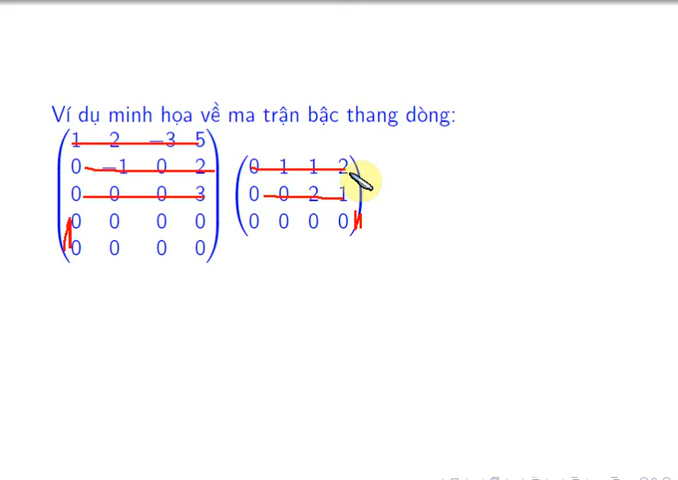 Ví dụ minh họa về ma trận bậc thang dòng:
1 2 −3 5
0 −1 0 2
0 0 0 3
0 0 0 0
0 0 0 0
0 1 1 2
0 0 2 1
0 0 0 0